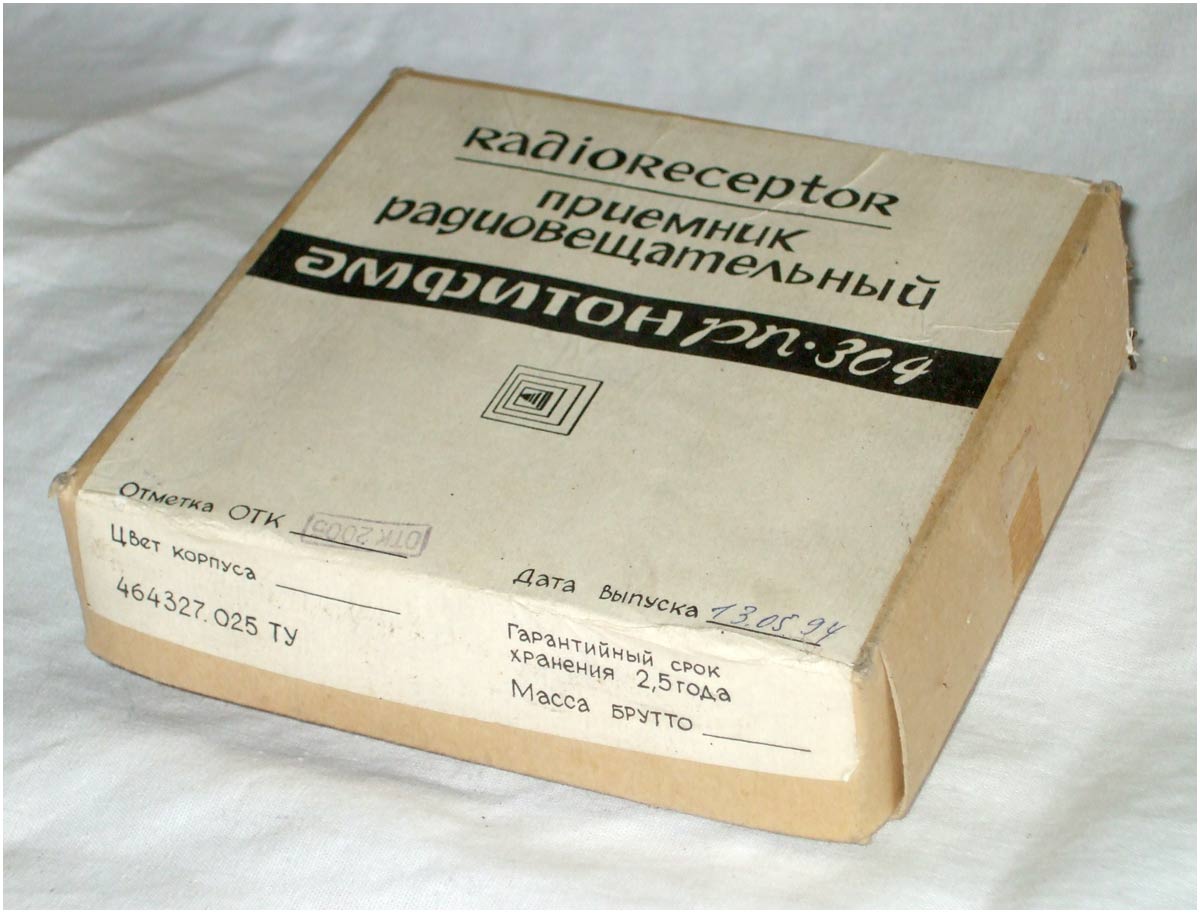 Radioreceptor
приемник
радиовещательный
эмфитон рп·304
Отметка ОТК ОТК 2005
Цвет корпуса
464327.025 ТУ
Дата выпуска 13.05.94
Гарантийный срок
хранения 2,5 года
Масса БРУТТО